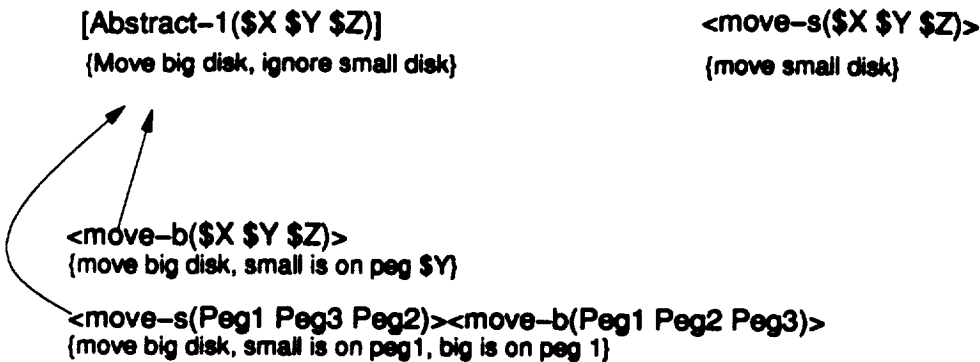 [Abstract–1($X $Y $Z)]
<move–s($X $Y $Z)>
{Move big disk, ignore small disk}
{move small disk}
<move–b($X $Y $Z)>
{move big disk, small is on peg $Y}
<move–s(Peg1 Peg3 Peg2)><move–b(Peg1 Peg2 Peg3)>
{move big disk, small is on peg1, big is on peg 1}